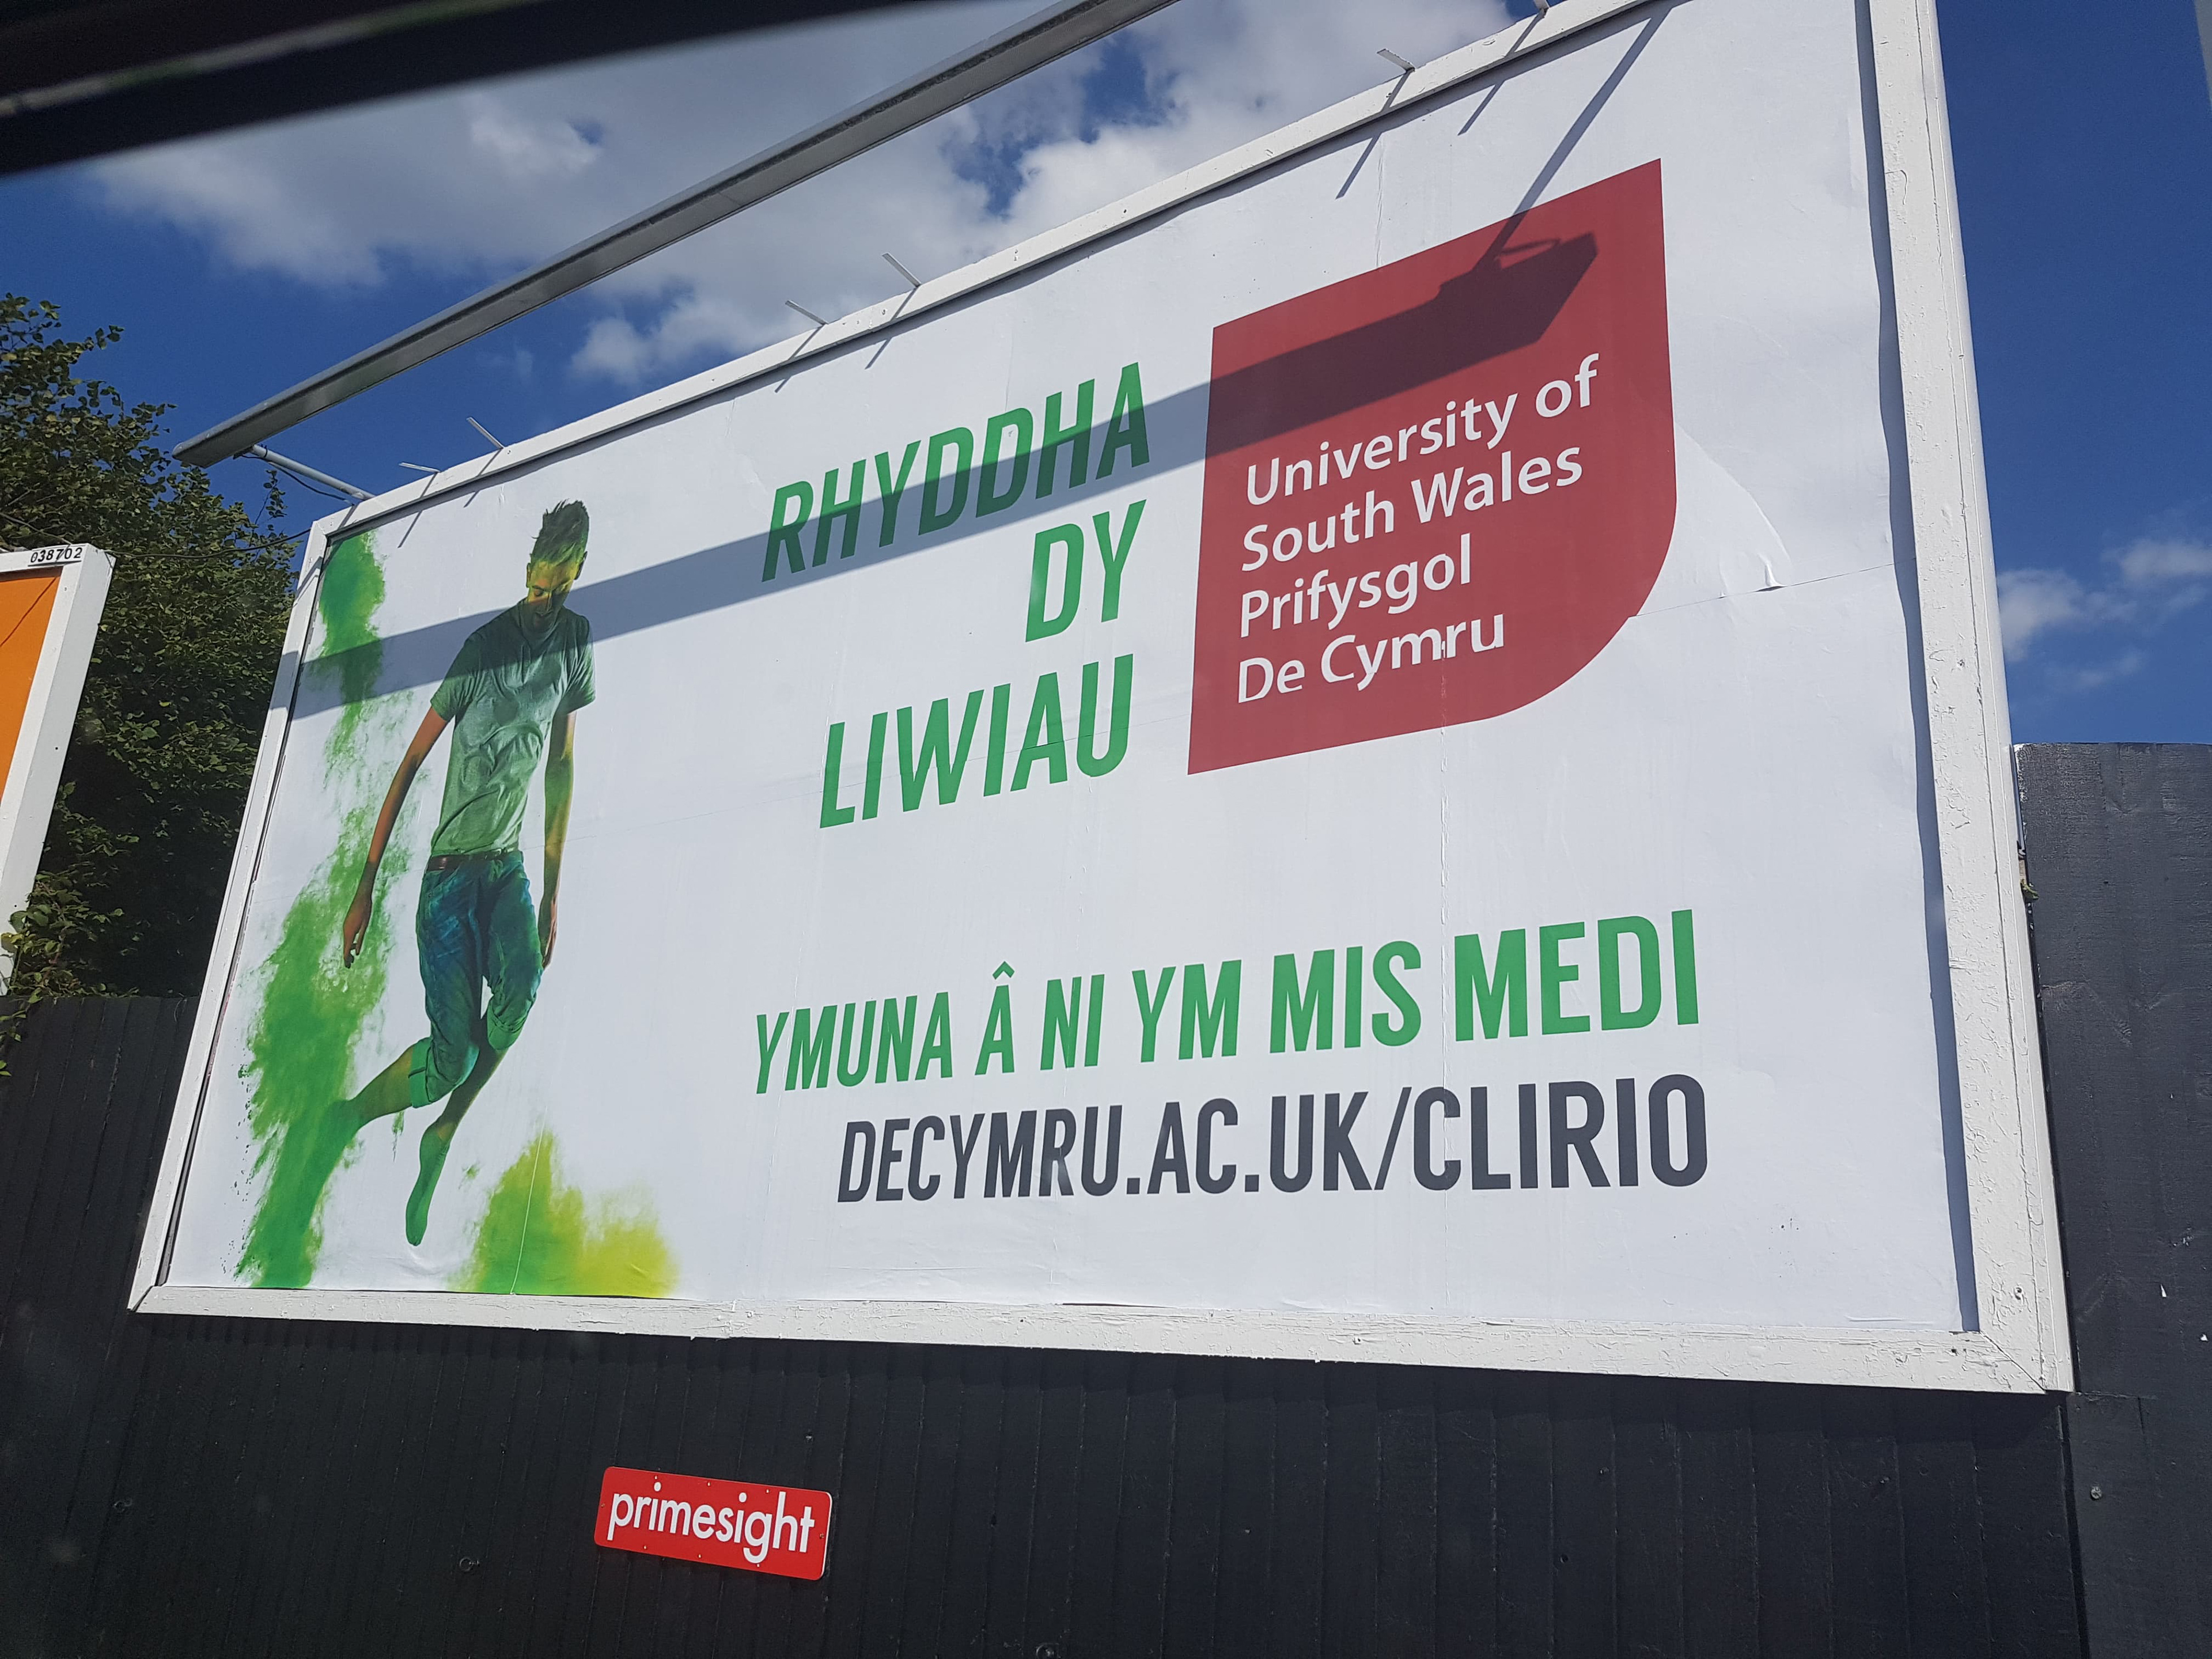 038702
RHYDDHA
DY
LIWIAU
University of
South Wales
Prifysgol
De Cymru
YMUNA Â NI YM MIS MEDI
DECYMRU.AC.UK/CLIRIO
primesight